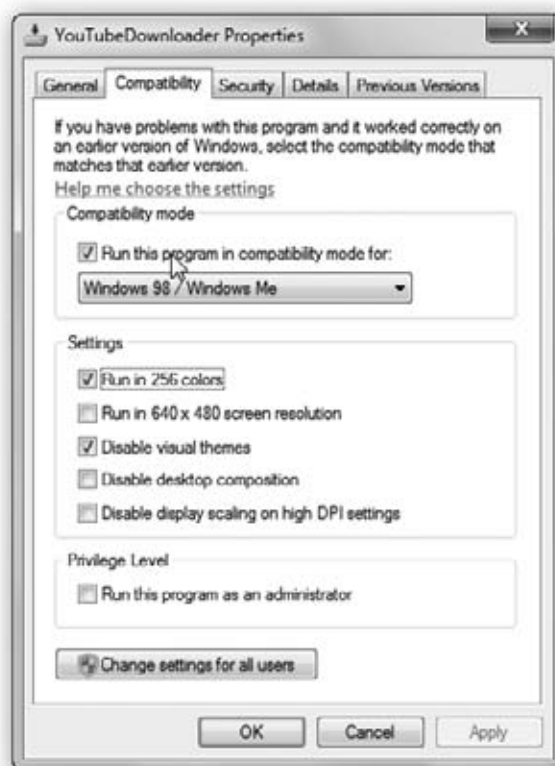 YouTubeDownloader Properties
General Compatibility Security Details Previous Versions
If you have problems with this program and it worked correctly on
an earlier version of Windows, select the compatibility mode that
matches that earlier version.
Help me choose the settings
Compatibility mode
Run this program in compatibility mode for:
Windows 98 / Windows Me
Settings
Run in 256 colors
Run in 640 x 480 screen resolution
Disable visual themes
Disable desktop composition
Disable display scaling on high DPI settings
Privilege Level
Run this program as an administrator
Change settings for all users
OK Cancel Apply